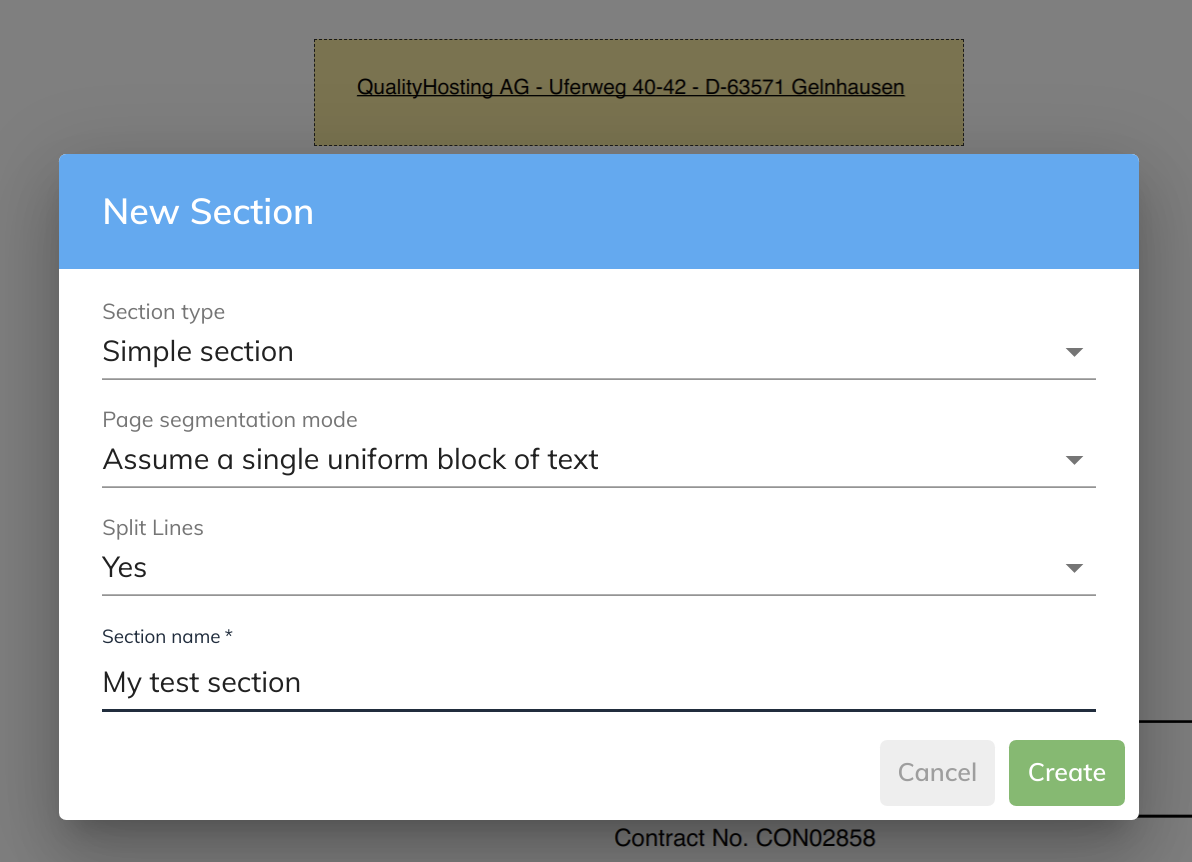 QualityHosting AG - Uferweg 40-42 - D-63571 Gelnhausen
New Section
Section type
Simple section
Page segmentation mode
Assume a single uniform block of text
Split Lines
Yes
Section name *
My test section
Cancel
Create
Contract No. CON02858